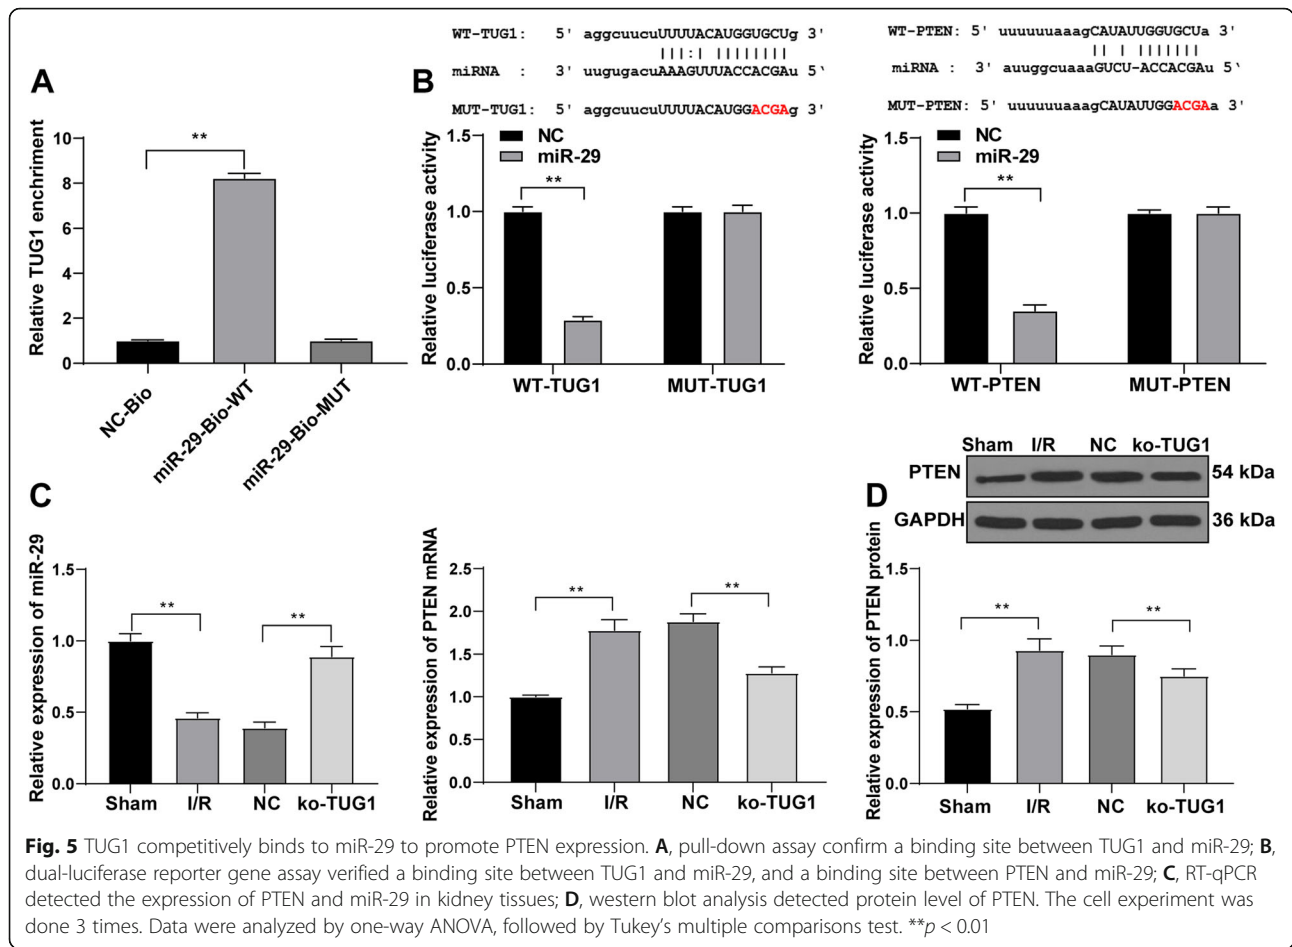 WT-TUG1: 5' aggcuucuUUUUACAUGGUGCUg 3'
miRNA : 3' uugugacuAAAGUUUACCACGAu 5'
MUT-TUG1: 5' aggcuucuUUUUACAUGGACGAg 3'
WT-PTEN: 5' uuuuuuaaagCAUAUUGGUGCUa 3'
miRNA : 3' auuggcuaaaGUCU-ACCACGAu 5'
MUT-PTEN: 5' uuuuuuaaagCAUAUUGGACGAa 3'
A
Relative TUG1 enchriment
10
8
6
4
2
0
**
NC-Bio
miR-29-Bio-WT
miR-29-Bio-MUT
B
Relative luciferase activity
1.5
1.0
0.5
0.0
NC
miR-29
**
WT-TUG1
MUT-TUG1
Relative luciferase activity
1.5
1.0
0.5
0.0
NC
miR-29
**
WT-PTEN
MUT-PTEN
C
Relative expression of miR-29
1.5
1.0
0.5
0.0
**
**
Sham I/R NC ko-TUG1
Relative expression of PTEN mRNA
2.5
2.0
1.5
1.0
0.5
0.0
**
**
Sham I/R NC ko-TUG1
D
Sham I/R NC ko-TUG1
PTEN 54 kDa
GAPDH 36 kDa
Relative expression of PTEN protein
1.5
1.0
0.5
0.0
**
**
Sham I/R NC ko-TUG1
Fig. 5 TUG1 competitively binds to miR-29 to promote PTEN expression. A, pull-down assay confirm a binding site between TUG1 and miR-29; B,
dual-luciferase reporter gene assay verified a binding site between TUG1 and miR-29, and a binding site between PTEN and miR-29; C, RT-qPCR
detected the expression of PTEN and miR-29 in kidney tissues; D, western blot analysis detected protein level of PTEN. The cell experiment was
done 3 times. Data were analyzed by one-way ANOVA, followed by Tukey's multiple comparisons test. **p < 0.01